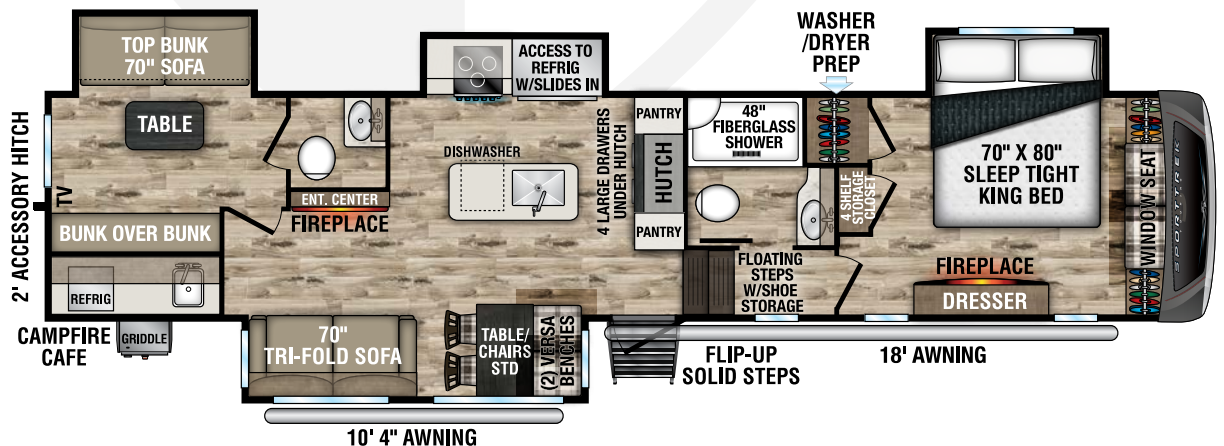 TOP BUNK
70" SOFA
TABLE
TV
2' ACCESSORY HITCH
BUNK OVER BUNK
REFRIG
CAMPFIRE
CAFE
GRIDDLE
ENT. CENTER
FIREPLACE
ACCESS TO
REFRIG
W/SLIDES IN
DISHWASHER
4 LARGE DRAWERS
UNDER HUTCH
PANTRY
HUTCH
PANTRY
70"
TRI-FOLD SOFA
TABLE/
CHAIRS
STD
(2) VERSA
BENCHES
10' 4" AWNING
WASHER
/DRYER
PREP
48"
FIBERGLASS
SHOWER
4 SHELF
STORAGE
CLOSET
FLOATING
STEPS
W/SHOE
STORAGE
FLIP-UP
SOLID STEPS
70" X 80"
SLEEP TIGHT
KING BED
FIREPLACE
DRESSER
WINDOW SEAT
SPORTTREK
18' AWNING